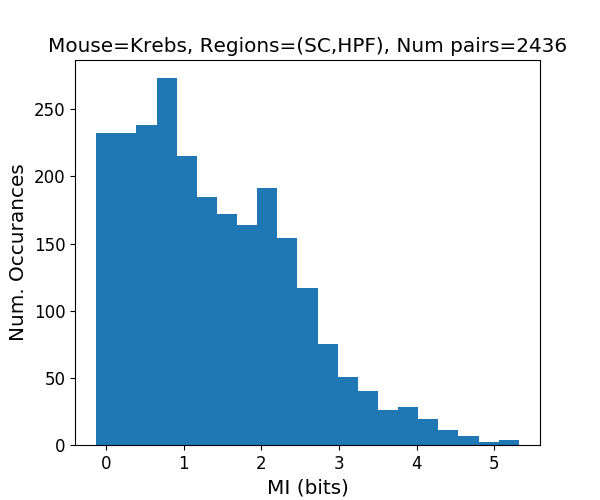 Mouse=Krebs, Regions=(SC,HPF), Num pairs=2436
Num. Occurances
250
200
150
100
50
0
0 1 2 3 4 5
MI (bits)